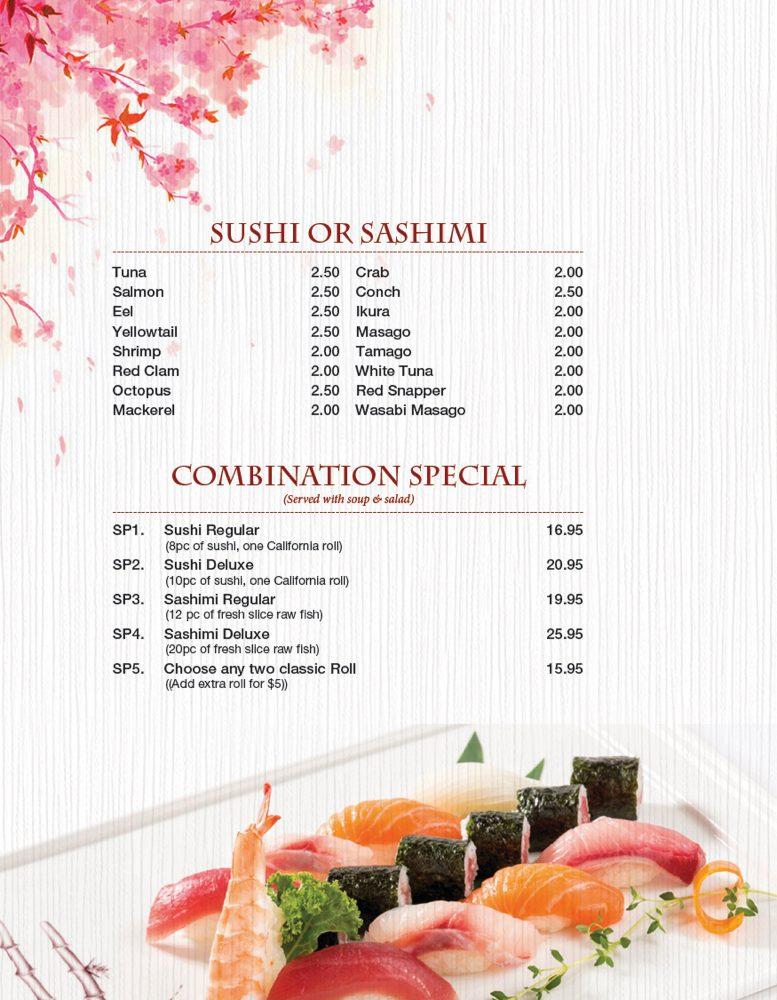 SUSHI OR SASHIMI
Tuna 2.50 Crab 2.00
Salmon 2.50 Conch 2.50
Eel 2.50 Ikura 2.00
Yellowtail 2.50 Masago 2.00
Shrimp 2.00 Tamago 2.00
Red Clam 2.00 White Tuna 2.00
Octopus 2.50 Red Snapper 2.00
Mackerel 2.00 Wasabi Masago 2.00
COMBINATION SPECIAL
(Served with soup & salad)
SP1. Sushi Regular 16.95
(8pc of sushi, one California roll)
SP2. Sushi Deluxe 20.95
(10pc of sushi, one California roll)
SP3. Sashimi Regular 19.95
(12 pc of fresh slice raw fish)
SP4. Sashimi Deluxe 25.95
(20pc of fresh slice raw fish)
SP5. Choose any two classic Roll 15.95
((Add extra roll for $5))